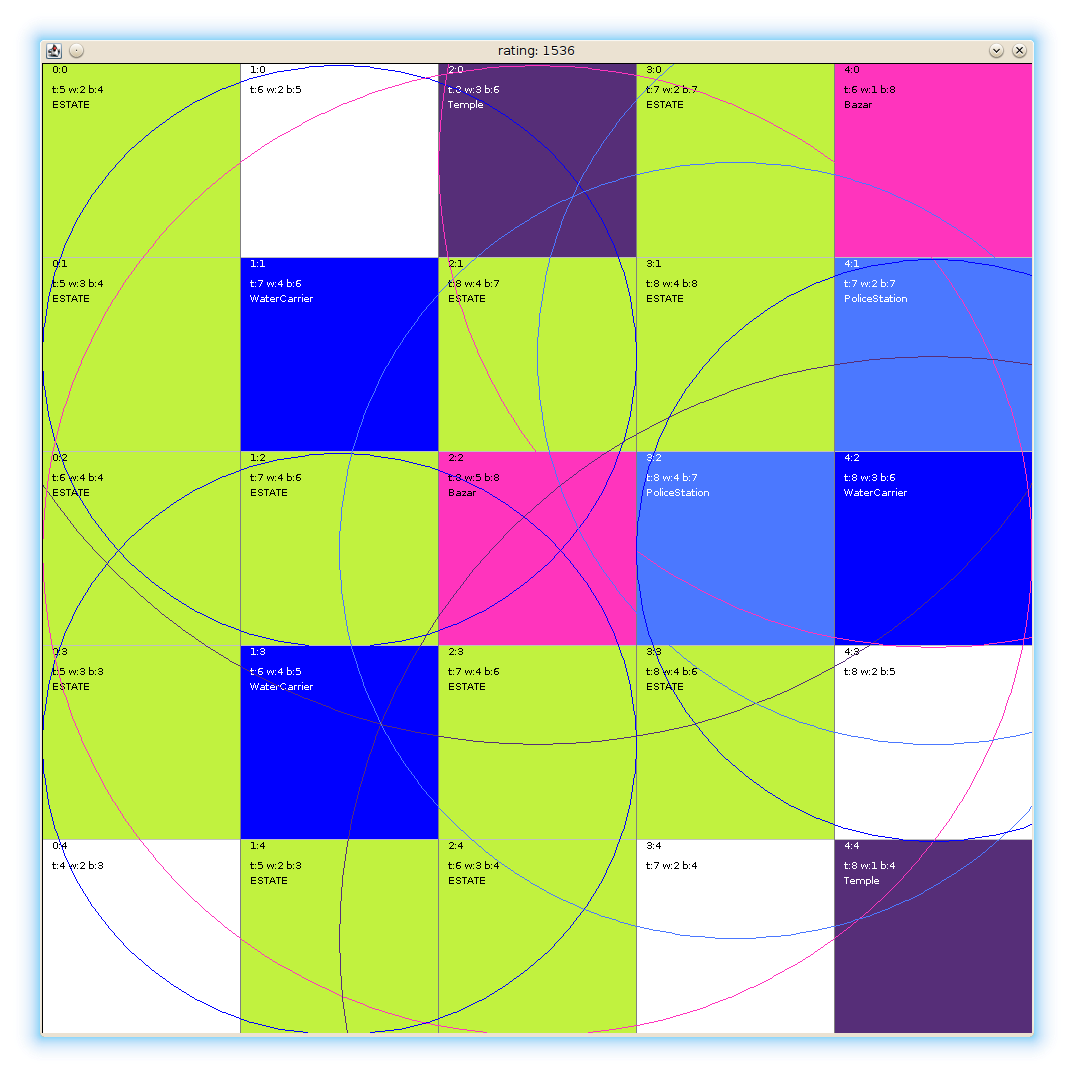 rating: 1536
0:0
t:5 w:2 b:4
ESTATE
1:0
t:6 w:2 b:5
2:0
t:8 w:3 b:6
Temple
3:0
t:7 w:2 b:7
ESTATE
4:0
t:6 w:1 b:8
Bazar
0:1
t:5 w:3 b:4
ESTATE
1:1
t:7 w:4 b:6
WaterCarrier
2:1
t:8 w:4 b:7
ESTATE
3:1
t:8 w:4 b:8
ESTATE
4:1
t:7 w:2 b:7
PoliceStation
0:2
t:6 w:4 b:4
ESTATE
1:2
t:7 w:4 b:6
ESTATE
2:2
t:8 w:5 b:8
Bazar
3:2
t:8 w:4 b:7
PoliceStation
4:2
t:8 w:3 b:6
WaterCarrier
0:3
t:5 w:3 b:3
ESTATE
1:3
t:6 w:4 b:5
WaterCarrier
2:3
t:7 w:4 b:6
ESTATE
3:3
t:8 w:4 b:6
ESTATE
4:3
t:8 w:2 b:5
0:4
t:4 w:2 b:3
1:4
t:5 w:2 b:3
ESTATE
2:4
t:6 w:3 b:4
ESTATE
3:4
t:7 w:2 b:4
4:4
t:8 w:1 b:4
Temple